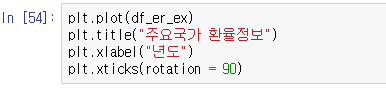 In [54]: plt.plot(df_er_ex)
plt.title("주요국가 환율정보")
plt.xlabel("년도")
plt.xticks(rotation = 90)